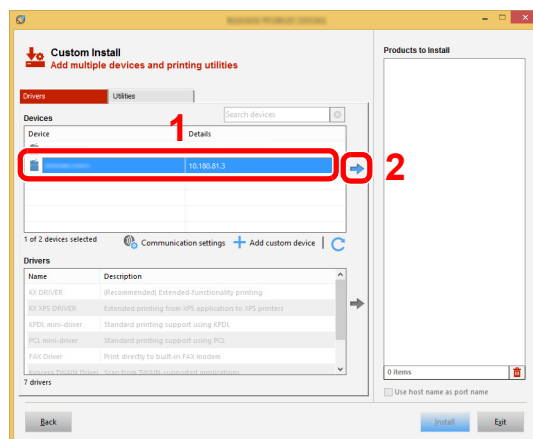 Custom Install
Add multiple devices and printing utilities
Products to Install
Drivers
Utilities
Devices
Search devices
1
Device
Details
10.180.81.3
2
1 of 2 devices selected
Communication settings
Add custom device
Drivers
Name
Description
KX DRIVER
(Recommended) Extended-functionality printing
KX XPS DRIVER
Extended printing from XPS application to XPS printers
KPDL mini-driver
Standard printing support using KPDL
PCL mini-driver
Standard printing support using PCL
FAX Driver
Print directly to built-in FAX modem
Kyocera TWAIN Driver
Scan from TWAIN-supported applications
7 drivers
0 items
Use host name as port name
Back
Install
Exit